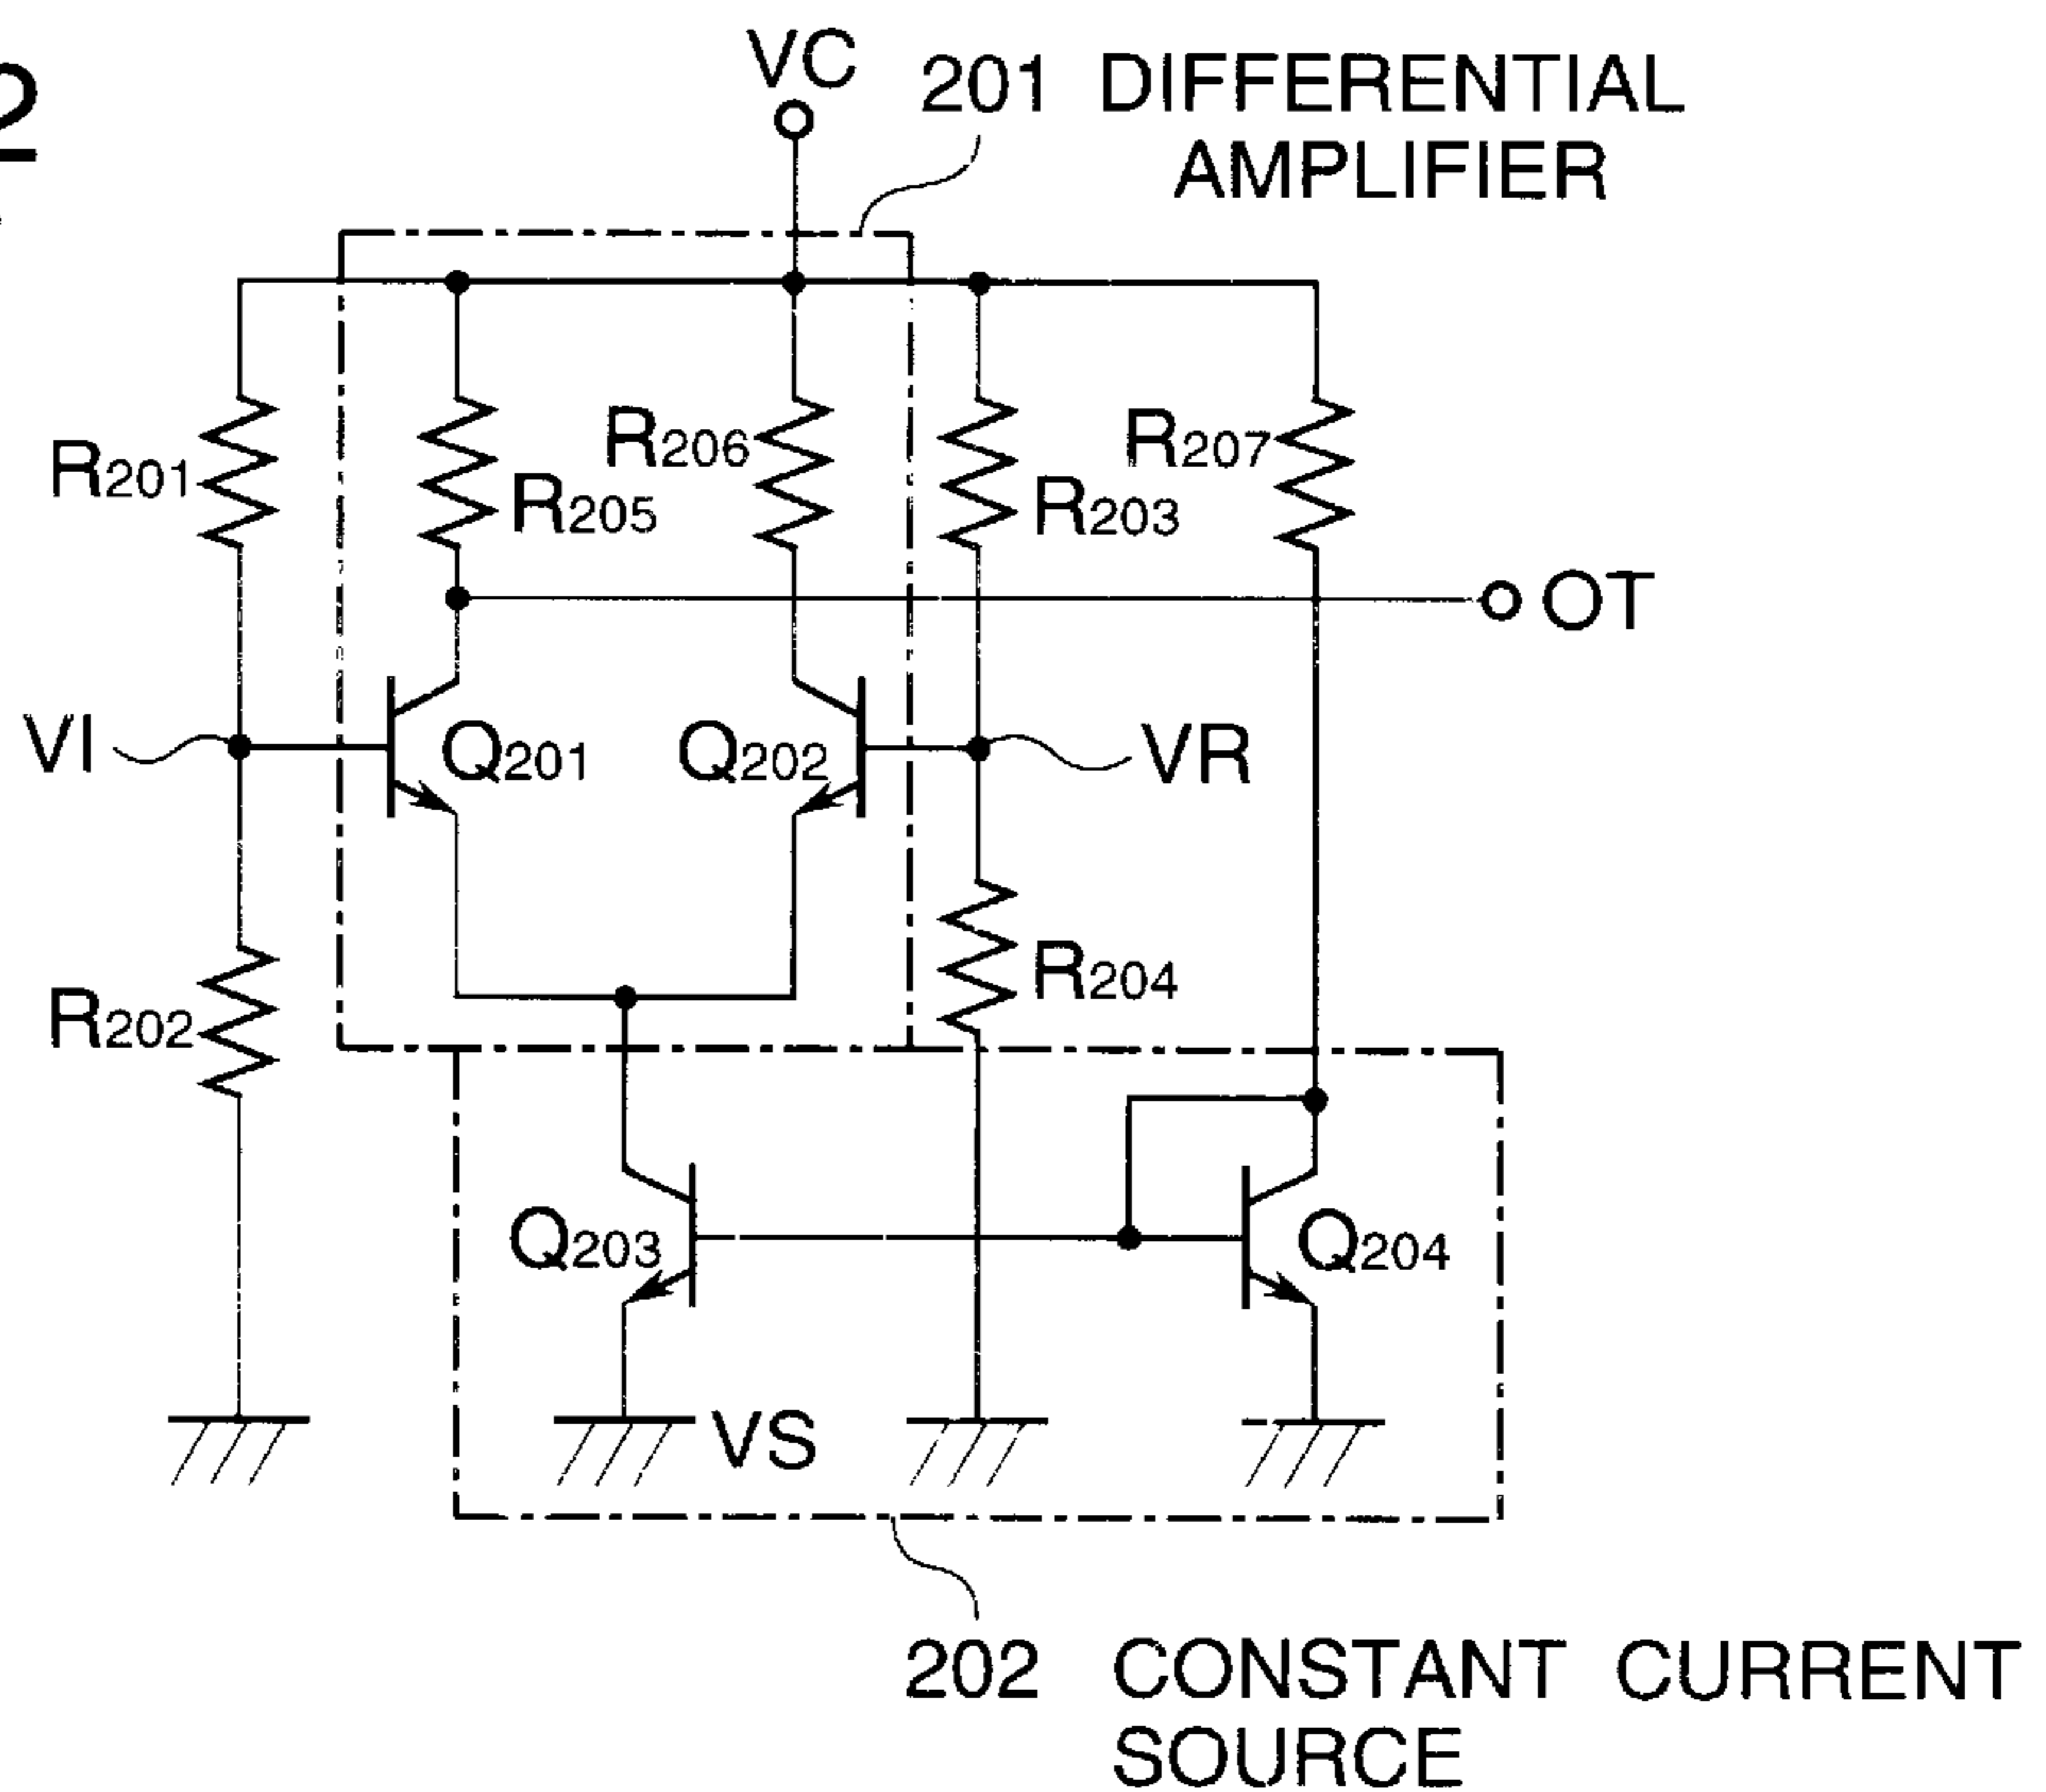 2
VC
201 DIFFERENTIAL
AMPLIFIER
R201
R205
R206
R203
R207
OT
VI
Q201
Q202
VR
R202
R204
Q203
Q204
VS
202 CONSTANT CURRENT
SOURCE